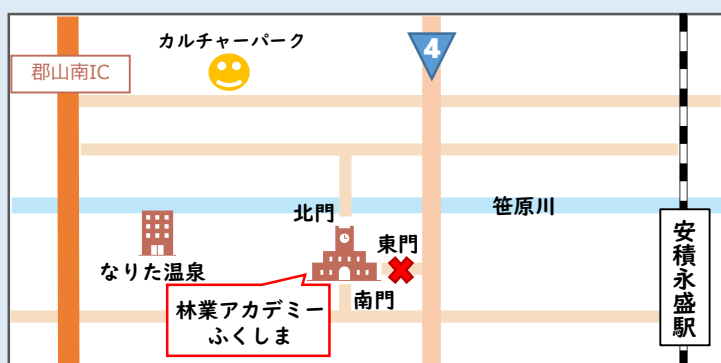 カルチャーパーク
4
郡山南IC
北門
笹原川
東門
なりた温泉
南門
林業アカデミー
ふくしま
安積永盛駅